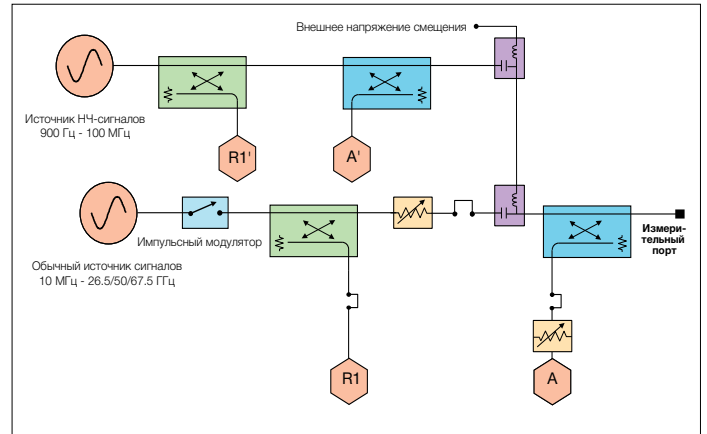 Внешнее напряжение смещения
Источник НЧ-сигналов
900 Гц - 100 МГц
R1'
A'
Импульсный модулятор
Измери-
тельный
порт
Обычный источник сигналов
10 МГц - 26.5/50/67.5 ГГц
R1
A